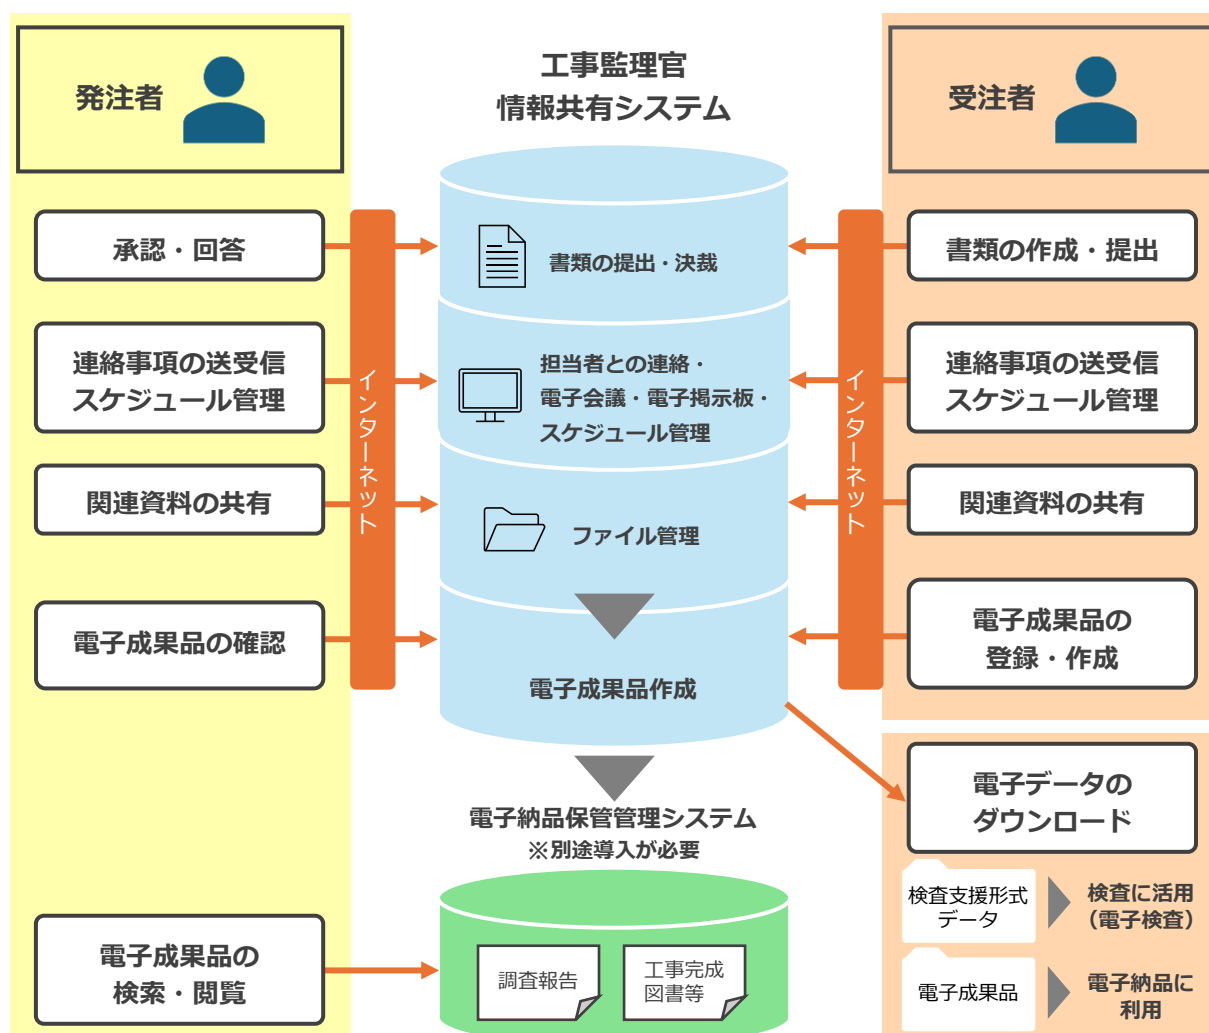 工事監理官
情報共有システム
発注者
承認・回答
連絡事項の送受信
スケジュール管理
関連資料の共有
電子成果品の確認
電子成果品の
検索・閲覧
インターネット
書類の提出・決裁
担当者との連絡・
電子会議・電子掲示板・
スケジュール管理
ファイル管理
電子成果品作成
電子納品保管管理システム
※別途導入が必要
調査報告
工事完成
図書等
インターネット
受注者
書類の作成・提出
連絡事項の送受信
スケジュール管理
関連資料の共有
電子成果品の
登録・作成
電子データの
ダウンロード
検査支援形式
データ
検査に活用
（電子検査）
電子成果品
電子納品に
利用